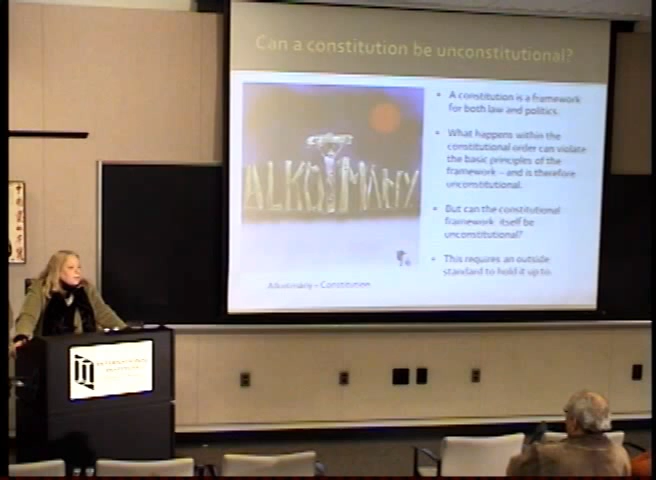 Can a constitution be unconstitutional?
ALKOTMÁNY
• A constitution is a framework
for both law and politics.
• What happens within the
constitutional order can violate
the basic principles of the
framework – and is therefore
unconstitutional.
• But can the constitutional
framework itself be
unconstitutional?
• This requires an outside
standard to hold it up to.
Alkotmány – Constitution